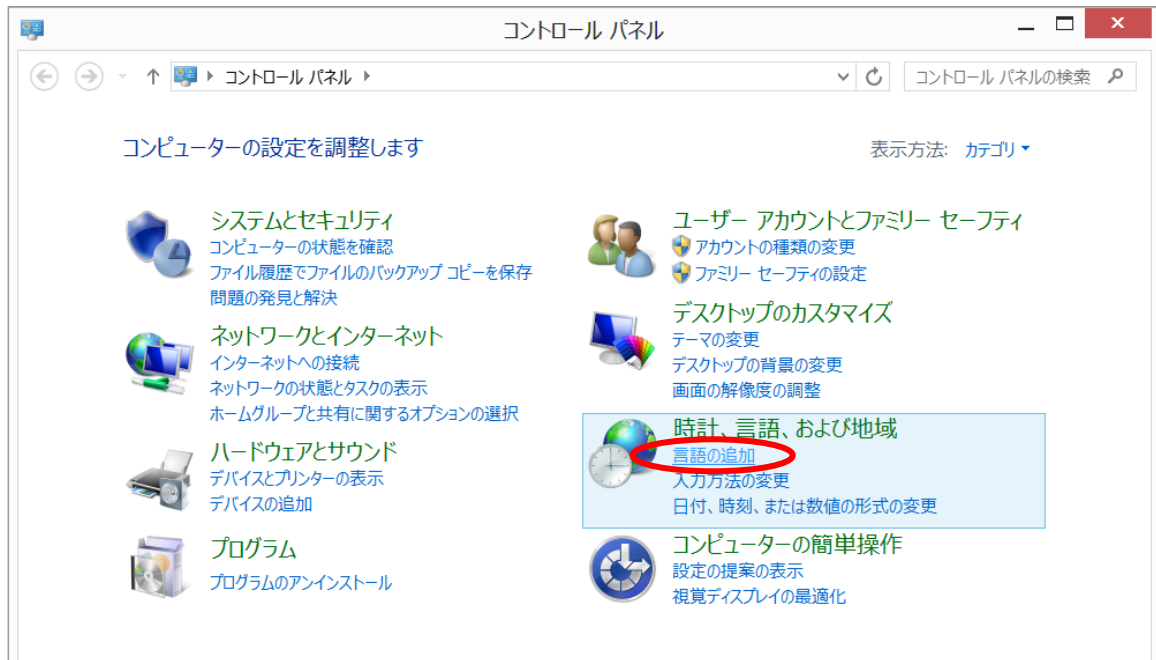 コントロール パネル
コントロール パネル
コントロール パネルの検索
コンピューターの設定を調整します
表示方法: カテゴリ
システムとセキュリティ
コンピューターの状態を確認
ファイル履歴でファイルのバックアップ コピーを保存
問題の発見と解決
ネットワークとインターネット
インターネットへの接続
ネットワークの状態とタスクの表示
ホームグループと共有に関するオプションの選択
ハードウェアとサウンド
デバイスとプリンターの表示
デバイスの追加
プログラム
プログラムのアンインストール
ユーザー アカウントとファミリー セーフティ
アカウントの種類の変更
ファミリー セーフティの設定
デスクトップのカスタマイズ
テーマの変更
デスクトップの背景の変更
画面の解像度の調整
時計、言語、および地域
言語の追加
入力方法の変更
日付、時刻、または数値の形式の変更
コンピューターの簡単操作
設定の提案の表示
視覚ディスプレイの最適化